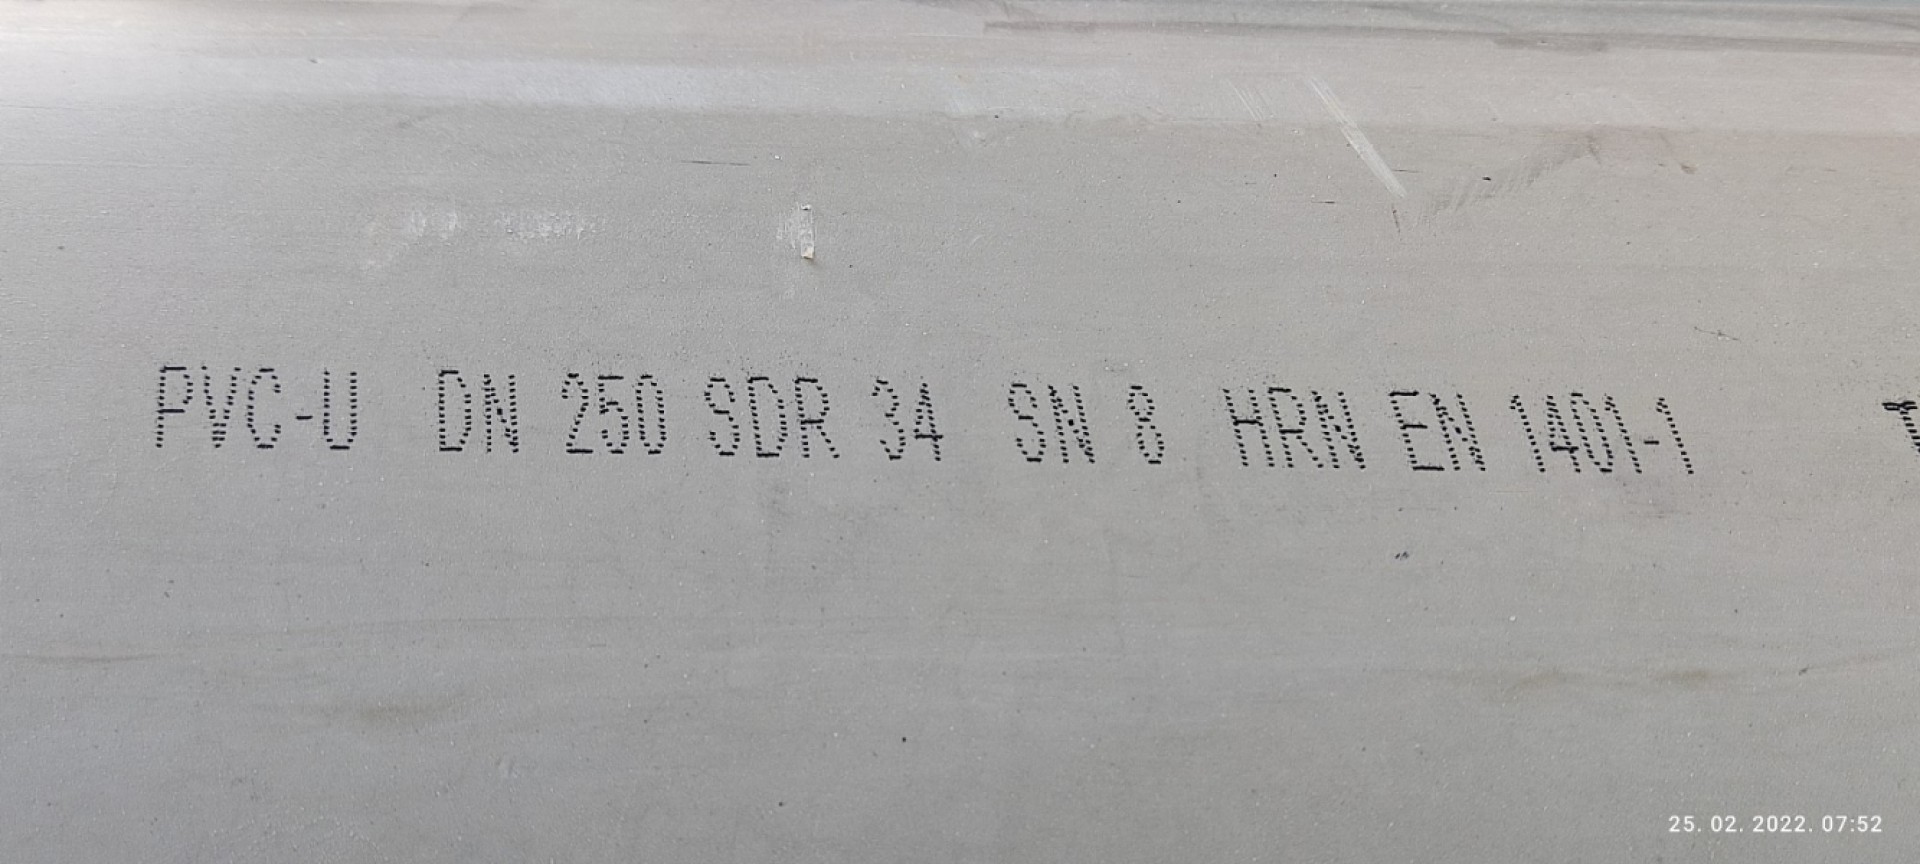 PVC-U DN 250 SDR 34 SN 8 HRN EN 1401-1
25. 02. 2022. 07:52